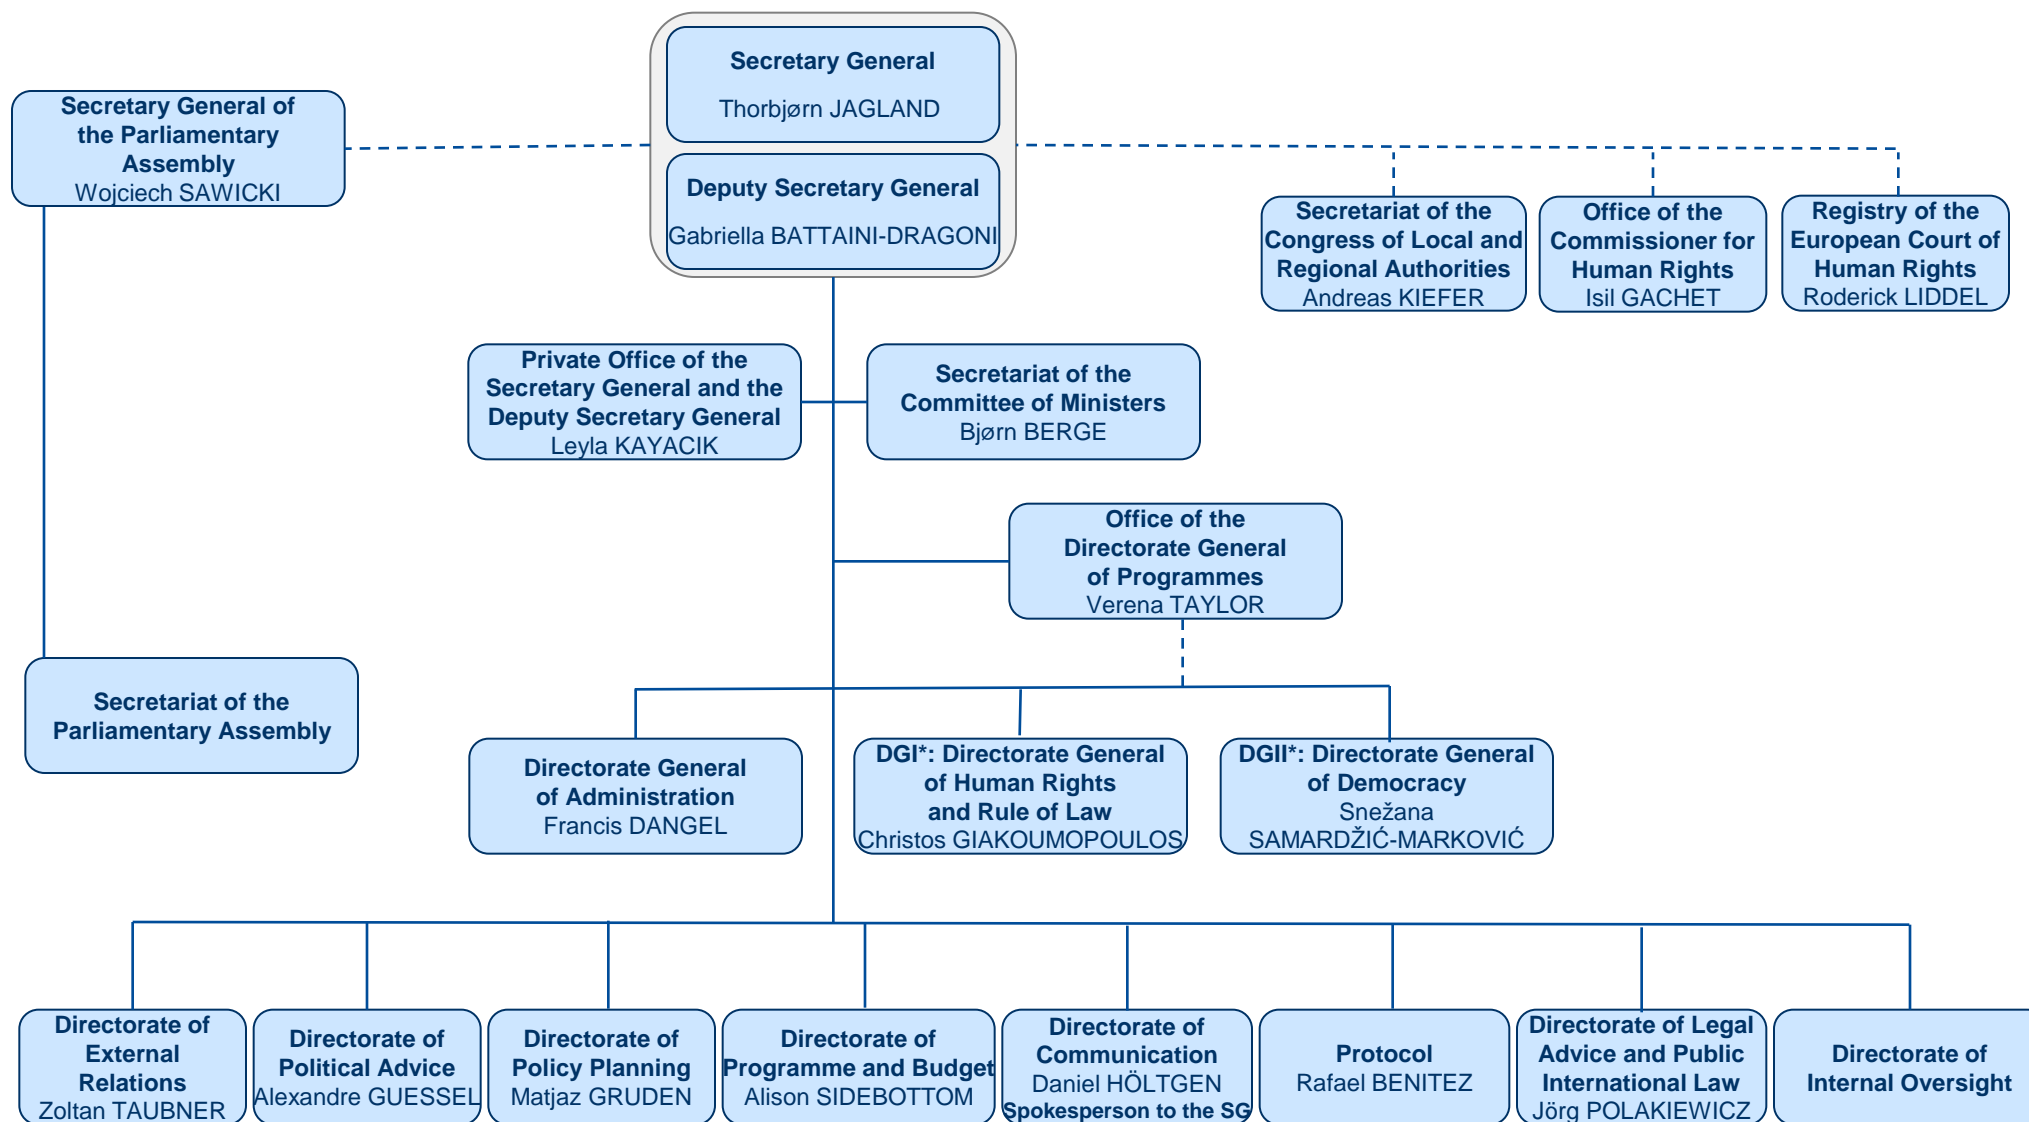 Secretary General
Thorbjørn JAGLAND
Secretary General of
the Parliamentary
Assembly
Wojciech SAWICKI
Deputy Secretary General
Gabriella BATTAINI-DRAGONI
Secretariat of the
Congress of Local and
Regional Authorities
Andreas KIEFER
Office of the
Commissioner for
Human Rights
Isil GACHET
Registry of the
European Court of
Human Rights
Roderick LIDDEL
Private Office of the
Secretary General and the
Deputy Secretary General
Leyla KAYACIK
Secretariat of the
Committee of Ministers
Bjørn BERGE
Office of the
Directorate General
of Programmes
Verena TAYLOR
Secretariat of the
Parliamentary Assembly
Directorate General
of Administration
Francis DANGEL
DGI*: Directorate General
of Human Rights
and Rule of Law
Christos GIAKOUMOPOULOS
DGII*: Directorate General
of Democracy
Snežana
SAMARDŽIĆ-MARKOVIĆ
Directorate of
External
Relations
Zoltan TAUBNER
Directorate of
Political Advice
Alexandre GUESSEL
Directorate of
Policy Planning
Matjaz GRUDEN
Directorate of
Programme and Budget
Alison SIDEBOTTOM
Directorate of
Communication
Daniel HÖLTGEN
Spokesperson to the SG
Protocol
Rafael BENITEZ
Directorate of Legal
Advice and Public
International Law
Jörg POLAKIEWICZ
Directorate of
Internal Oversight